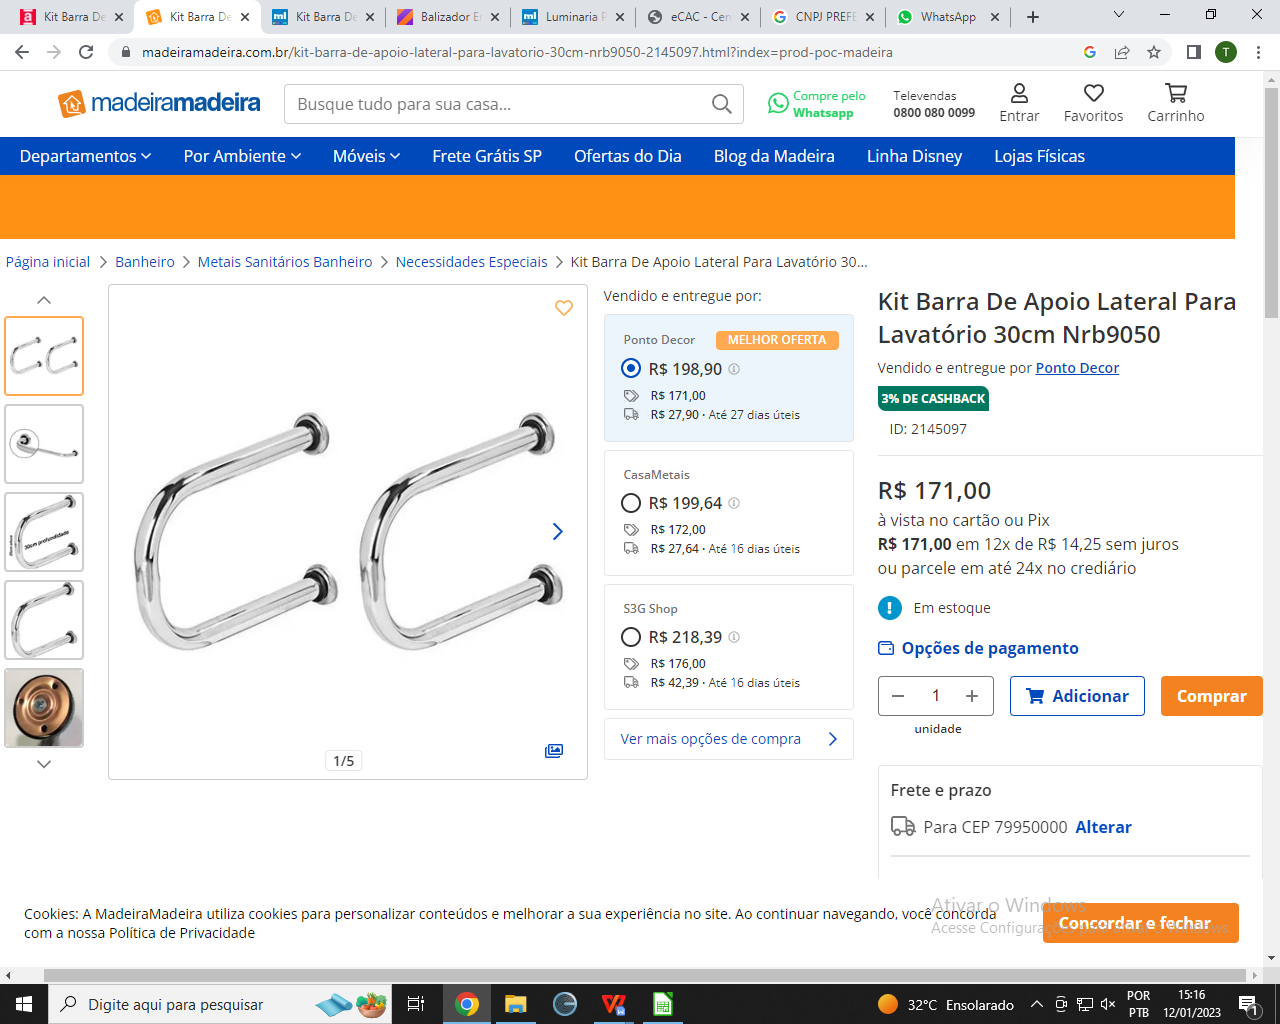 Kit Barra De
Kit Barra De
Kit Barra De
Balizador E
Luminaria P
eCAC - Cen
CNPJ PREFE
WhatsApp
madeiramadeira.com.br/kit-barra-de-apoio-lateral-para-lavatorio-30cm-nrb9050-2145097.html?index=prod-poc-madeira
T
madeiramadeira
Busque tudo para sua casa...
Compre pelo
Whatsapp
Televendas
0800 080 0099
Entrar
Favoritos
Carrinho
Departamentos
Por Ambiente
Móveis
Frete Grátis SP
Ofertas do Dia
Blog da Madeira
Linha Disney
Lojas Físicas
Página inicial
Banheiro
Metais Sanitários Banheiro
Necessidades Especiais
Kit Barra De Apoio Lateral Para Lavatório 30...
30cm profundidade
1/5
Vendido e entregue por:
Ponto Decor
MELHOR OFERTA
R$ 198,90
R$ 171,00
R$ 27,90 • Até 27 dias úteis
CasaMetais
R$ 199,64
R$ 172,00
R$ 27,64 • Até 16 dias úteis
S3G Shop
R$ 218,39
R$ 176,00
R$ 42,39 • Até 16 dias úteis
Ver mais opções de compra
Kit Barra De Apoio Lateral Para
Lavatório 30cm Nrb9050
Vendido e entregue por Ponto Decor
3% DE CASHBACK
ID: 2145097
R$ 171,00
à vista no cartão ou Pix
R$ 171,00 em 12x de R$ 14,25 sem juros
ou parcele em até 24x no crediário
Em estoque
Opções de pagamento
1
Adicionar
Comprar
unidade
Frete e prazo
Para CEP 79950000 Alterar
Cookies: A MadeiraMadeira utiliza cookies para personalizar conteúdos e melhorar a sua experiência no site. Ao continuar navegando, você concorda
com a nossa Política de Privacidade
Concordar e fechar
Ativar o Windows
Acesse Configurações para ativar o Windows.
Digite aqui para pesquisar
32°C Ensolarado
POR
PTB
15:16
12/01/2023
1